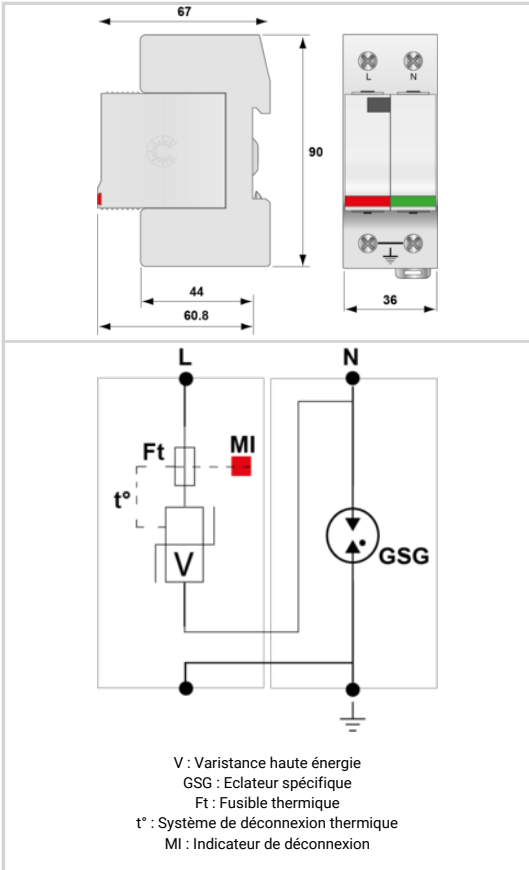 67
L N
90
44
60.8
36
L N
Ft MI
t°
V
GSG
V : Varistance haute énergie
GSG : Eclateur spécifique
Ft : Fusible thermique
t° : Système de déconnexion thermique
MI : Indicateur de déconnexion